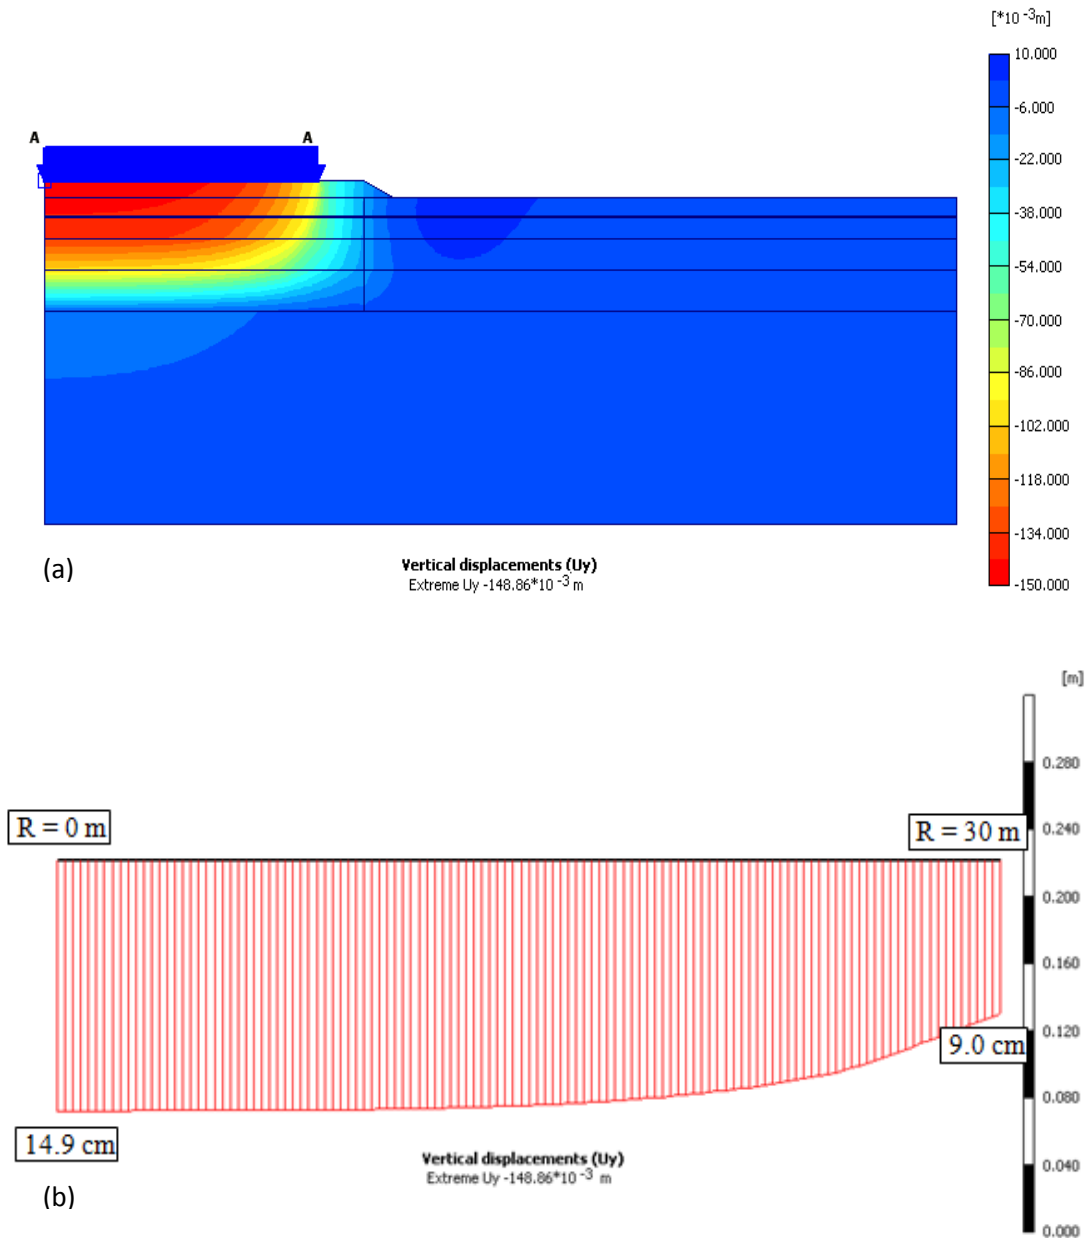 [*10 -3m]
10.000
A A
-6.000
-22.000
-38.000
-54.000
-70.000
-86.000
-102.000
-118.000
-134.000
-150.000
(a)
Vertical displacements (Uy)
Extreme Uy -148.86*10 -3 m
[m]
0.280
R = 0 m
R = 30 m
0.240
0.200
0.160
0.120
9.0 cm
0.080
14.9 cm
Vertical displacements (Uy)
Extreme Uy -148.86*10 -3 m
0.040
(b)
0.000